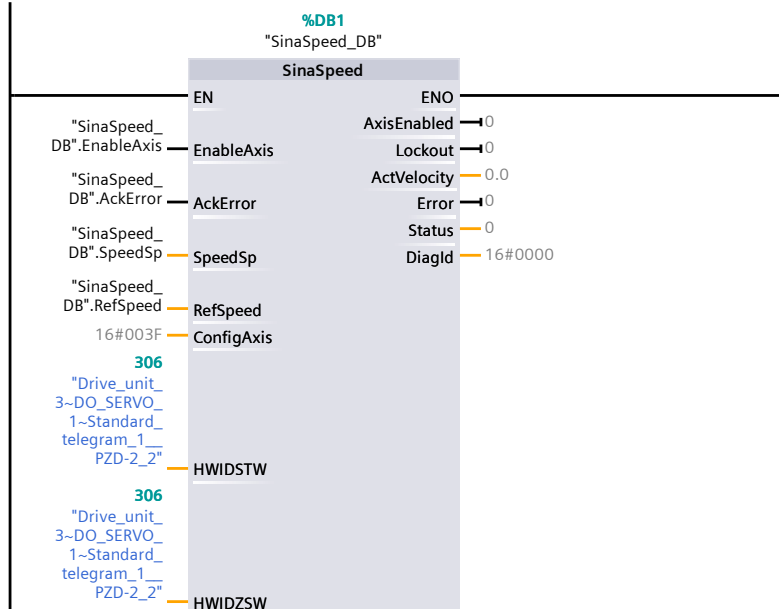 %DB1
"SinaSpeed_DB"
SinaSpeed
EN
ENO
"SinaSpeed_
DB".EnableAxis
EnableAxis
AxisEnabled
0
Lockout
0
"SinaSpeed_
DB".AckError
AckError
ActVelocity
0.0
Error
0
"SinaSpeed_
DB".SpeedSp
SpeedSp
Status
0
DiagId
16#0000
"SinaSpeed_
DB".RefSpeed
RefSpeed
16#003F
ConfigAxis
306
"Drive_unit_
3~DO_SERVO_
1~Standard_
telegram_1__
PZD-2_2"
HWIDSTW
306
"Drive_unit_
3~DO_SERVO_
1~Standard_
telegram_1__
PZD-2_2"
HWIDZSW